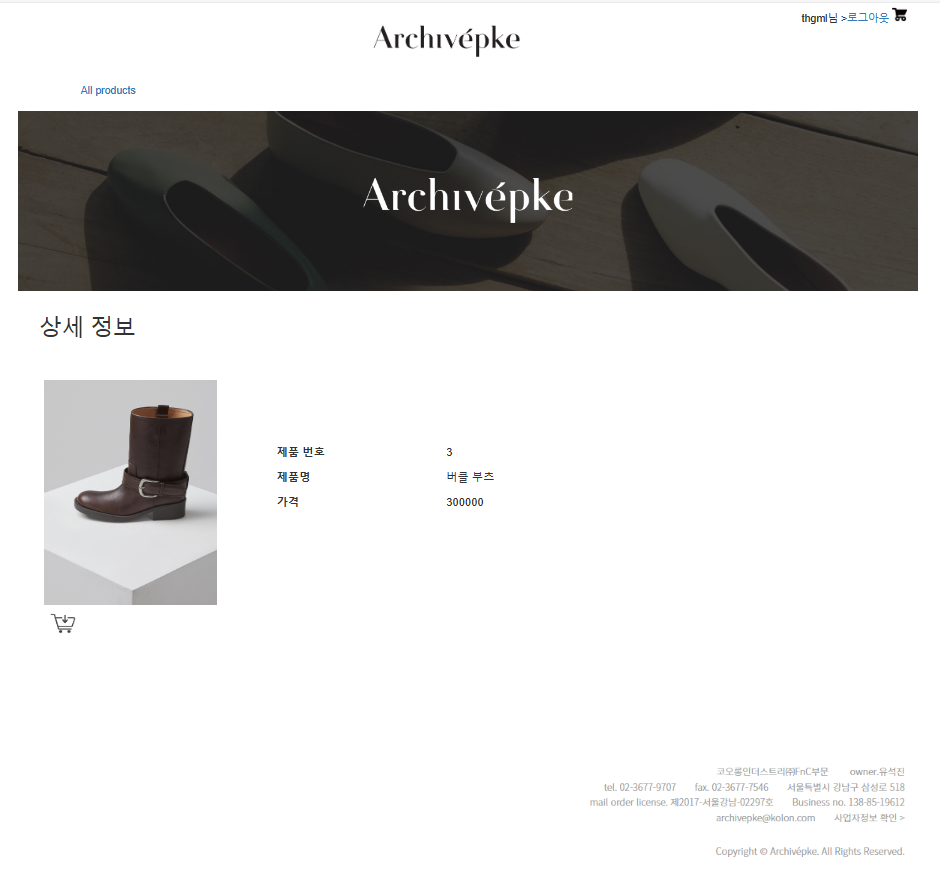 thgml님 >로그아웃
Archivépke
All products
Archivépke
상세 정보
제품 번호 3
제품명 버클 부츠
가격 300000
코오롱인더스트리㈜FnC부문 owner.유석진
tel. 02-3677-9707 fax. 02-3677-7546 서울특별시 강남구 삼성로 518
mail order license. 제2017-서울강남-02297호 Business no. 138-85-19612
archivepke@kolon.com 사업자정보 확인 >
Copyright © Archivépke. All Rights Reserved.